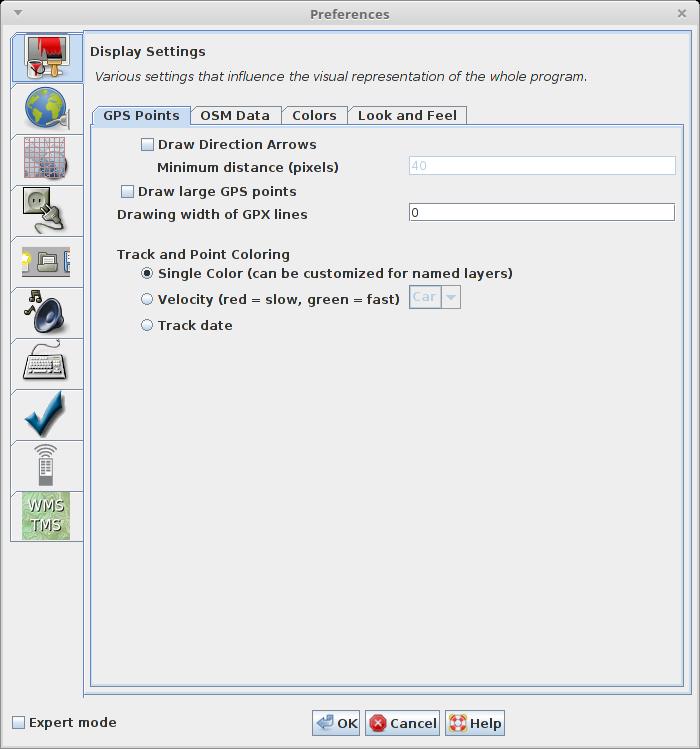 Preferences
Display Settings
Various settings that influence the visual representation of the whole program.
GPS Points OSM Data Colors Look and Feel
Draw Direction Arrows
Minimum distance (pixels) 40
Draw large GPS points
Drawing width of GPX lines 0
Track and Point Coloring
Single Color (can be customized for named layers)
Velocity (red = slow, green = fast) Car
Track date
WMS
TMS
Expert mode OK Cancel Help